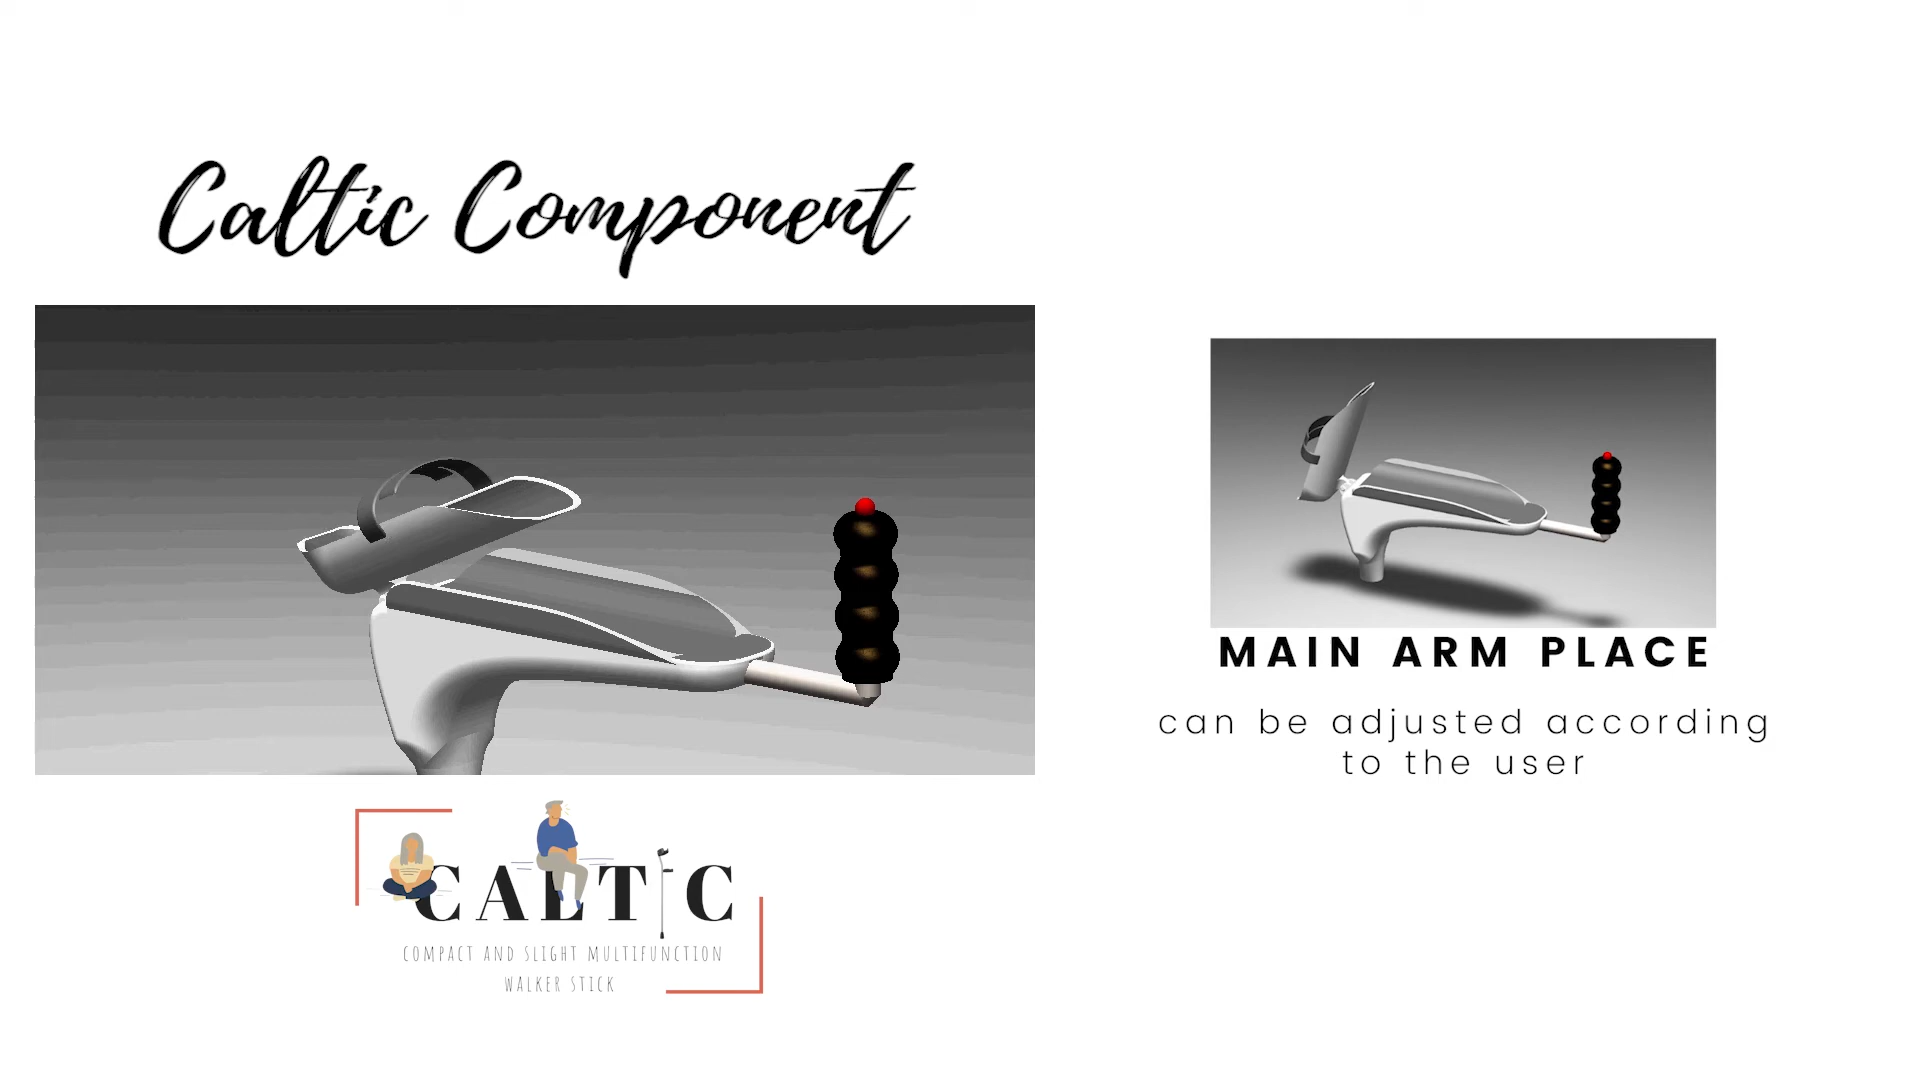 Caltic Component
MAIN ARM PLACE
can be adjusted according
to the user
CALTIC
COMPACT AND SLIGHT MULTIFUNCTION
WALKER STICK